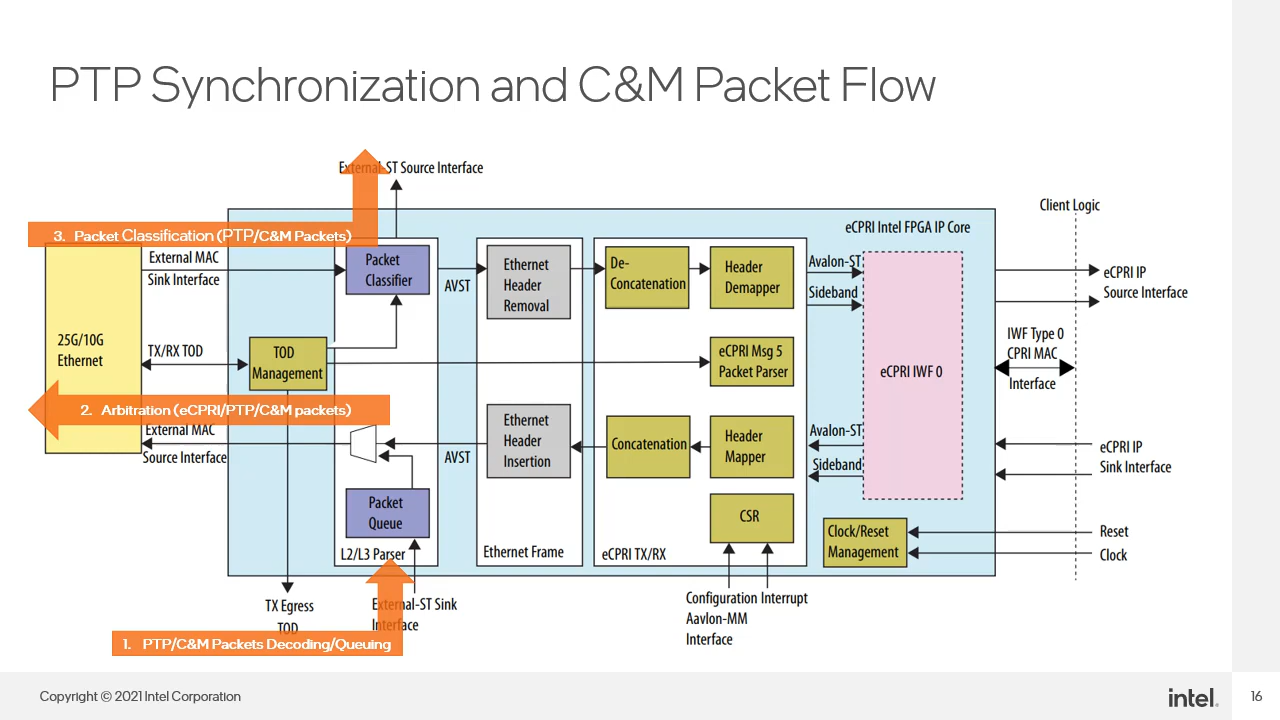 PTP Synchronization and C&M Packet Flow
External-ST Source Interface
Client Logic
3. Packet Classification (PTP/C&M Packets)
eCPRI Intel FPGA IP Core
External MAC
Sink Interface
Packet
Classifier
AVST
Ethernet
Header
Removal
De-
Concatenation
Header
Demapper
Avalon-ST
Sideband
eCPRI IP
Source Interface
25G/10G
Ethernet
TX/RX TOD
TOD
Management
eCPRI Msg 5
Packet Parser
eCPRI IWF 0
IWF Type 0
CPRI MAC
Interface
2. Arbitration (eCPRI/PTP/C&M packets)
External MAC
Source Interface
AVST
Ethernet
Header
Insertion
Concatenation
Header
Mapper
Avalon-ST
Sideband
eCPRI IP
Sink Interface
Packet
Queue
CSR
Clock/Reset
Management
Reset
Clock
L2/L3 Parser
Ethernet Frame
eCPRI TX/RX
TX Egress
TOD
External-ST Sink
Interface
Configuration Interrupt
Aavlon-MM
Interface
1. PTP/C&M Packets Decoding/Queuing
Copyright © 2021 Intel Corporation
intel.
16